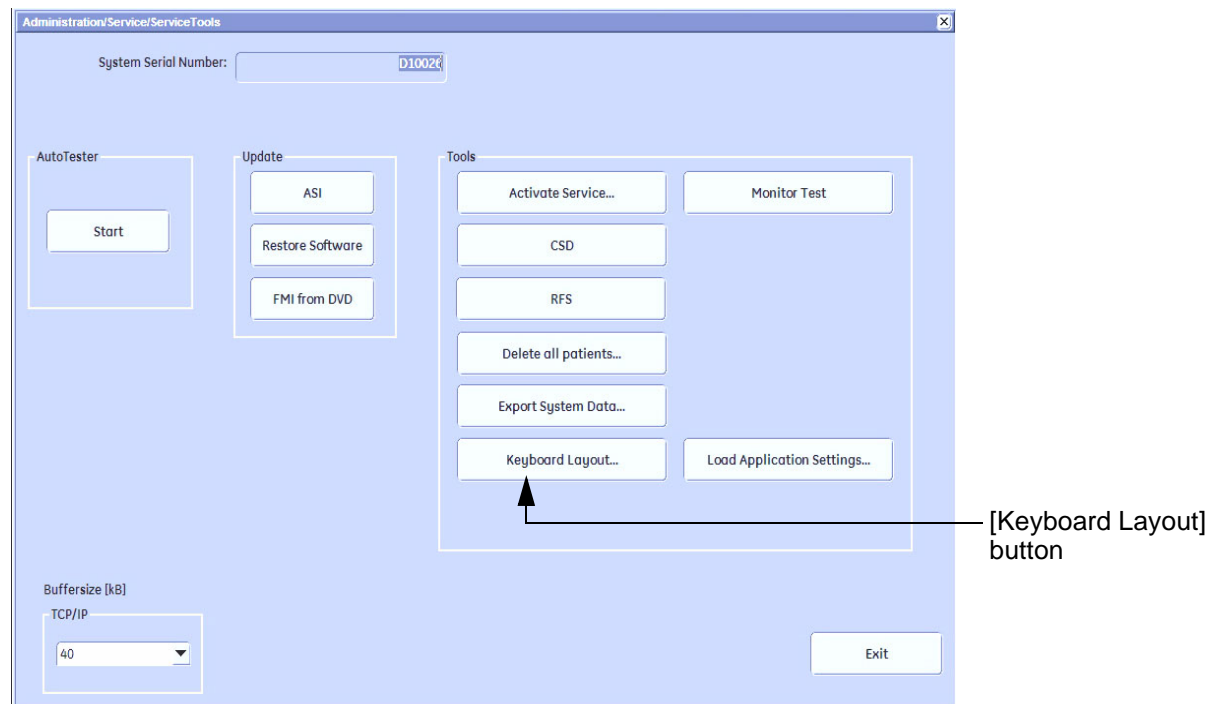 Administration/Service/ServiceTools
System Serial Number:
D10026
AutoTester
Start
Update
ASI
Restore Software
FMI from DVD
Tools
Activate Service...
Monitor Test
CSD
RFS
Delete all patients...
Export System Data...
Keyboard Layout...
Load Application Settings...
[Keyboard Layout]
button
Buffersize [kB]
TCP/IP
40
Exit